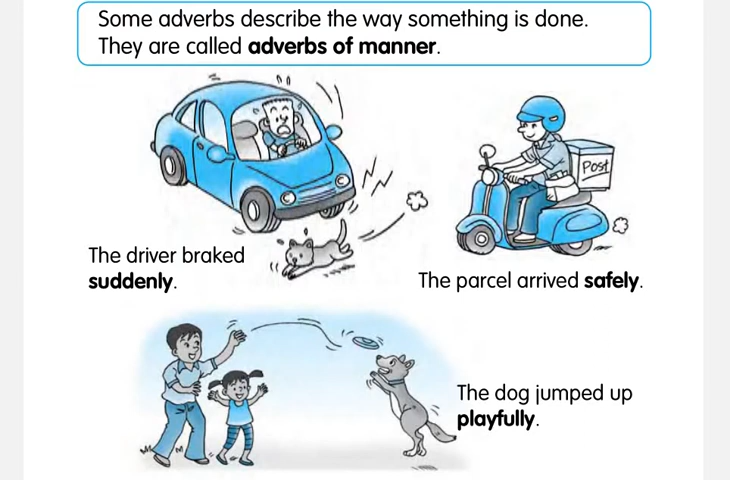 Some adverbs describe the way something is done.
They are called adverbs of manner.
Post
The driver braked
suddenly.
The parcel arrived safely.
The dog jumped up
playfully.